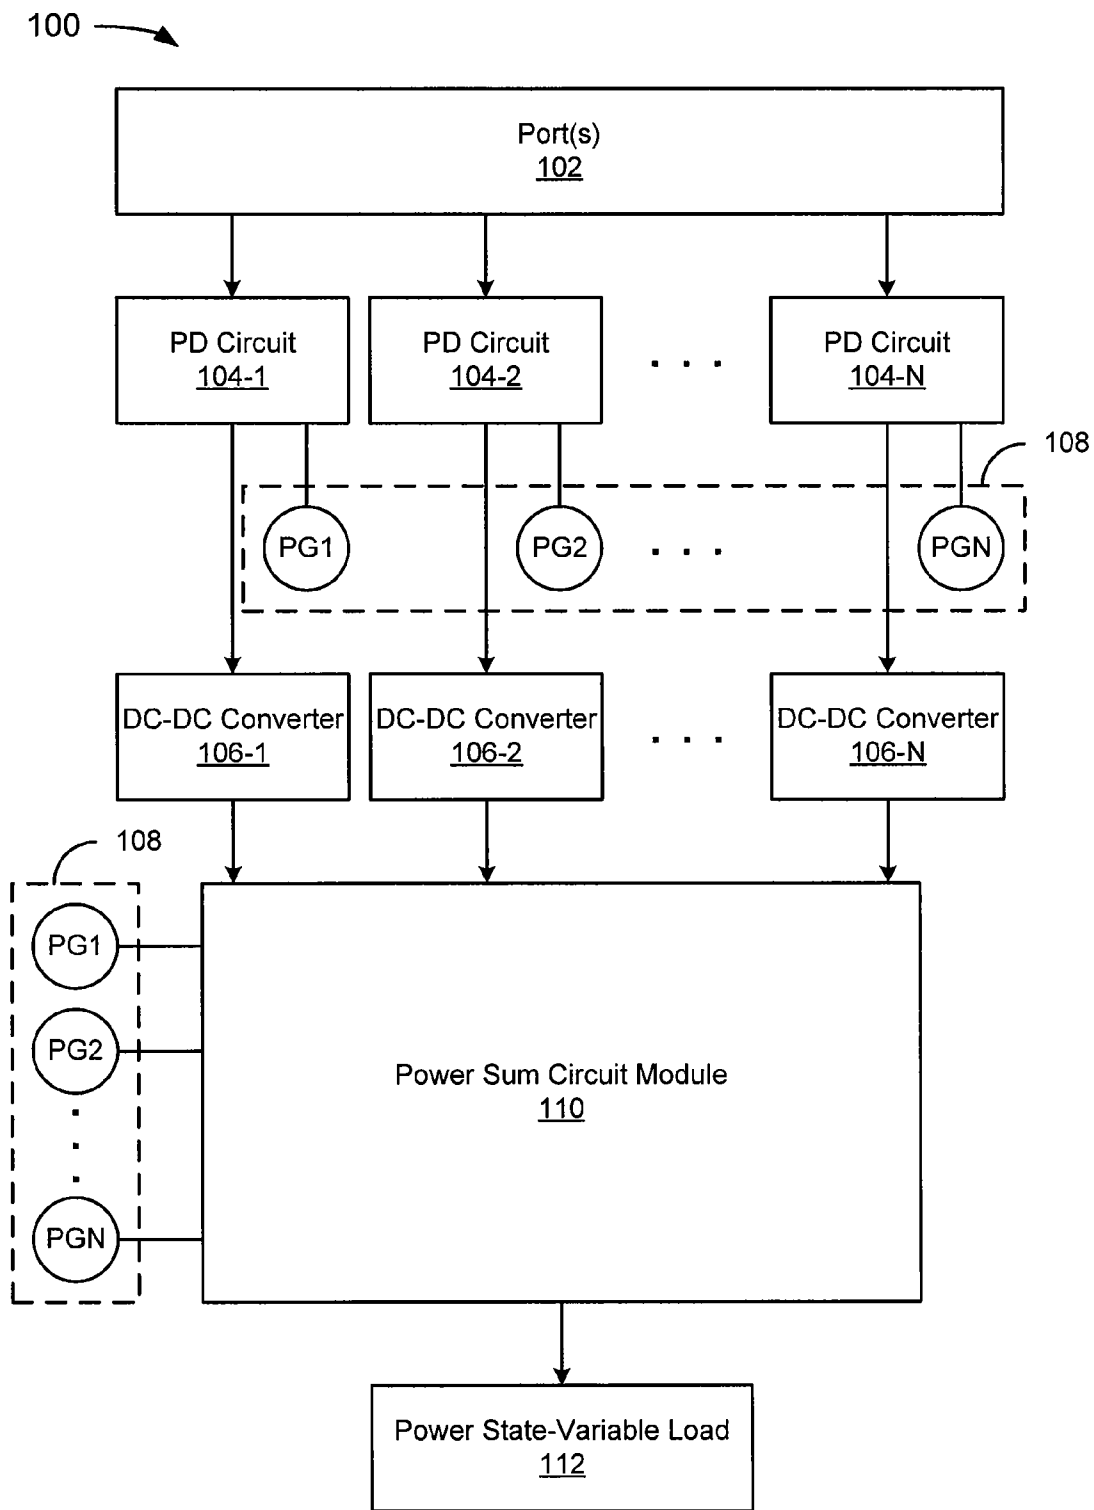 100
Port(s)
102
PD Circuit
104-1
PD Circuit
104-2
. . .
PD Circuit
104-N
108
PG1
PG2
. . .
PGN
DC-DC Converter
106-1
DC-DC Converter
106-2
. . .
DC-DC Converter
106-N
108
PG1
PG2
.
.
.
PGN
Power Sum Circuit Module
110
Power State-Variable Load
112